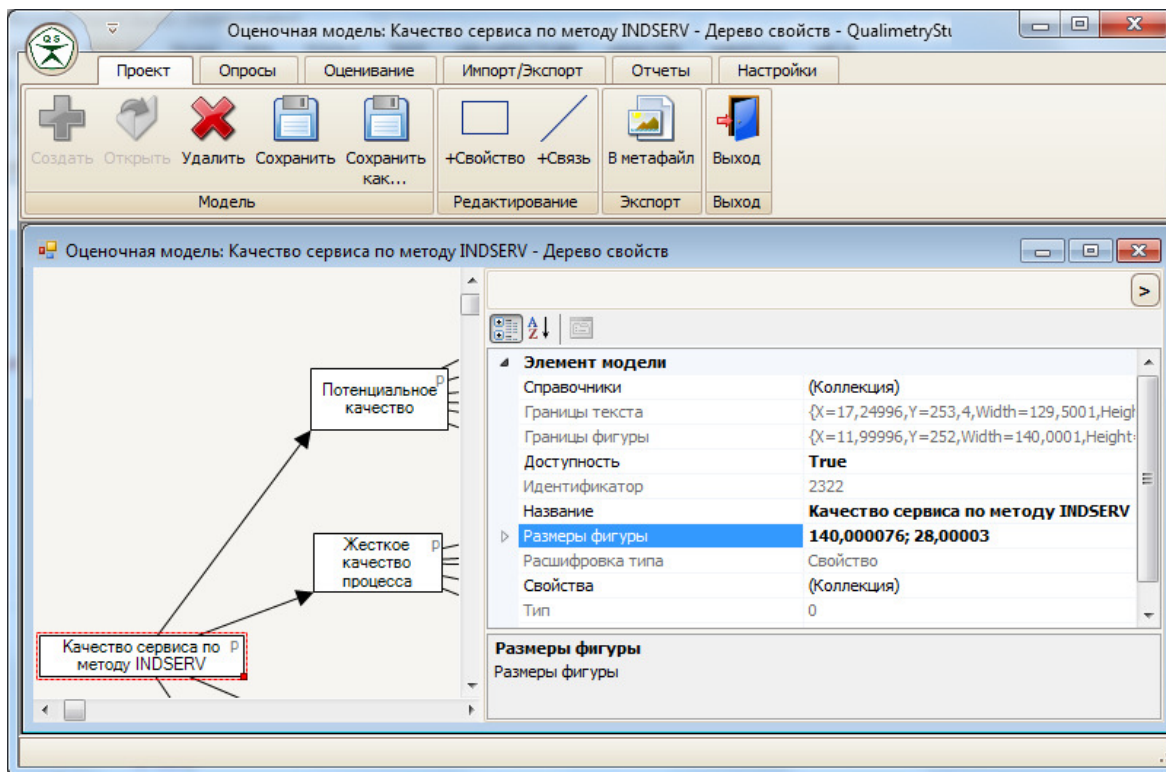 QS
Оценочная модель: Качество сервиса по методу INDSERV - Дерево свойств - QualimetryStu
Проект Опросы Оценивание Импорт/Экспорт Отчеты Настройки
Создать Открыть Удалить Сохранить Сохранить как... +Свойство +Связь В метафайл Выход
Модель Редактирование Экспорт Выход
Оценочная модель: Качество сервиса по методу INDSERV - Дерево свойств
>
Потенциальное p
качество
Жесткое p
качество
процесса
Качество сервиса по p
методу INDSERV
A
Z
Элемент модели
Справочники (Коллекция)
Границы текста {X=17,24996,Y=253,4,Width=129,5001,Heigh
Границы фигуры {X=11,99996,Y=252,Width=140,0001,Height=
Доступность True
Идентификатор 2322
Название Качество сервиса по методу INDSERV
Размеры фигуры 140,000076; 28,00003
Расшифровка типа Свойство
Свойства (Коллекция)
Тип 0
Размеры фигуры
Размеры фигуры